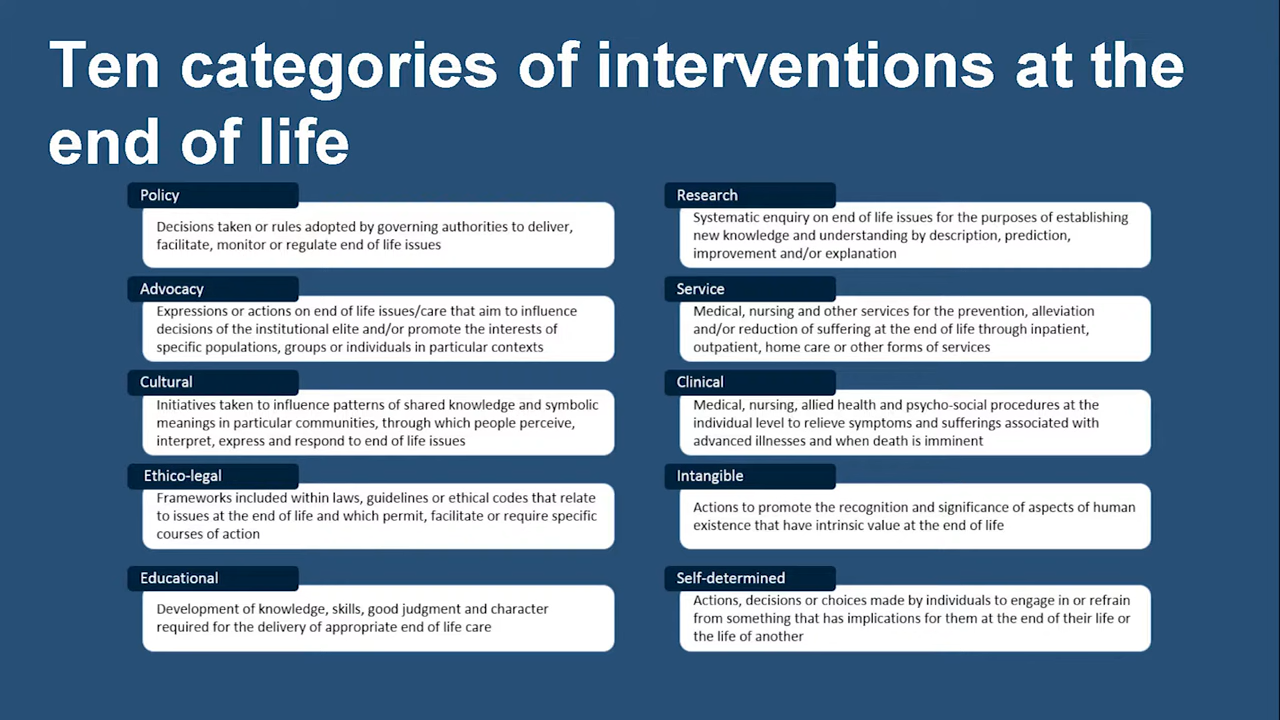 Ten categories of interventions at the
end of life
Policy
Decisions taken or rules adopted by governing authorities to deliver,
facilitate, monitor or regulate end of life issues
Advocacy
Expressions or actions on end of life issues/care that aim to influence
decisions of the institutional elite and/or promote the interests of
specific populations, groups or individuals in particular contexts
Cultural
Initiatives taken to influence patterns of shared knowledge and symbolic
meanings in particular communities, through which people perceive,
interpret, express and respond to end of life issues
Ethico-legal
Frameworks included within laws, guidelines or ethical codes that relate
to issues at the end of life and which permit, facilitate or require specific
courses of action
Educational
Development of knowledge, skills, good judgment and character
required for the delivery of appropriate end of life care
Research
Systematic enquiry on end of life issues for the purposes of establishing
new knowledge and understanding by description, prediction,
improvement and/or explanation
Service
Medical, nursing and other services for the prevention, alleviation
and/or reduction of suffering at the end of life through inpatient,
outpatient, home care or other forms of services
Clinical
Medical, nursing, allied health and psycho-social procedures at the
individual level to relieve symptoms and sufferings associated with
advanced illnesses and when death is imminent
Intangible
Actions to promote the recognition and significance of aspects of human
existence that have intrinsic value at the end of life
Self-determined
Actions, decisions or choices made by individuals to engage in or refrain
from something that has implications for them at the end of their life or
the life of another